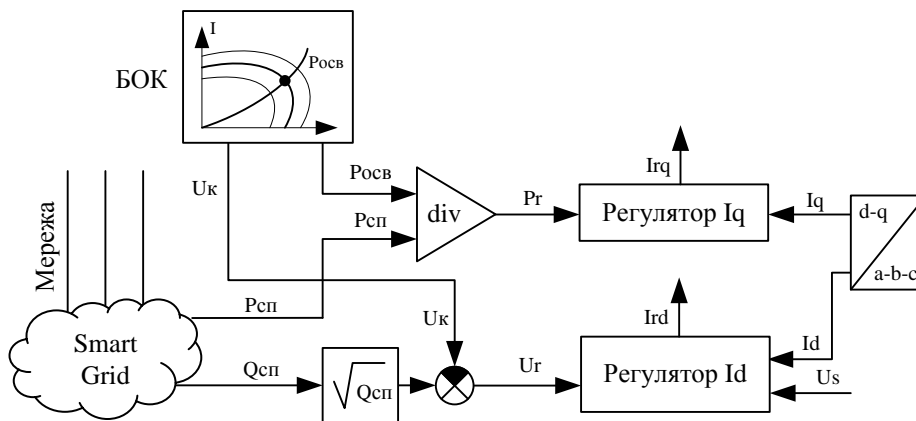 I
Pосв
БОК
Uк
Pосв
Irq
div
Pr
Регулятор Iq
Iq
d-q
a-b-c
Pсп
Мережа
Pсп
Uк
Ird
Id
Smart
Grid
Qсп
√Qсп
Ur
Регулятор Id
Us